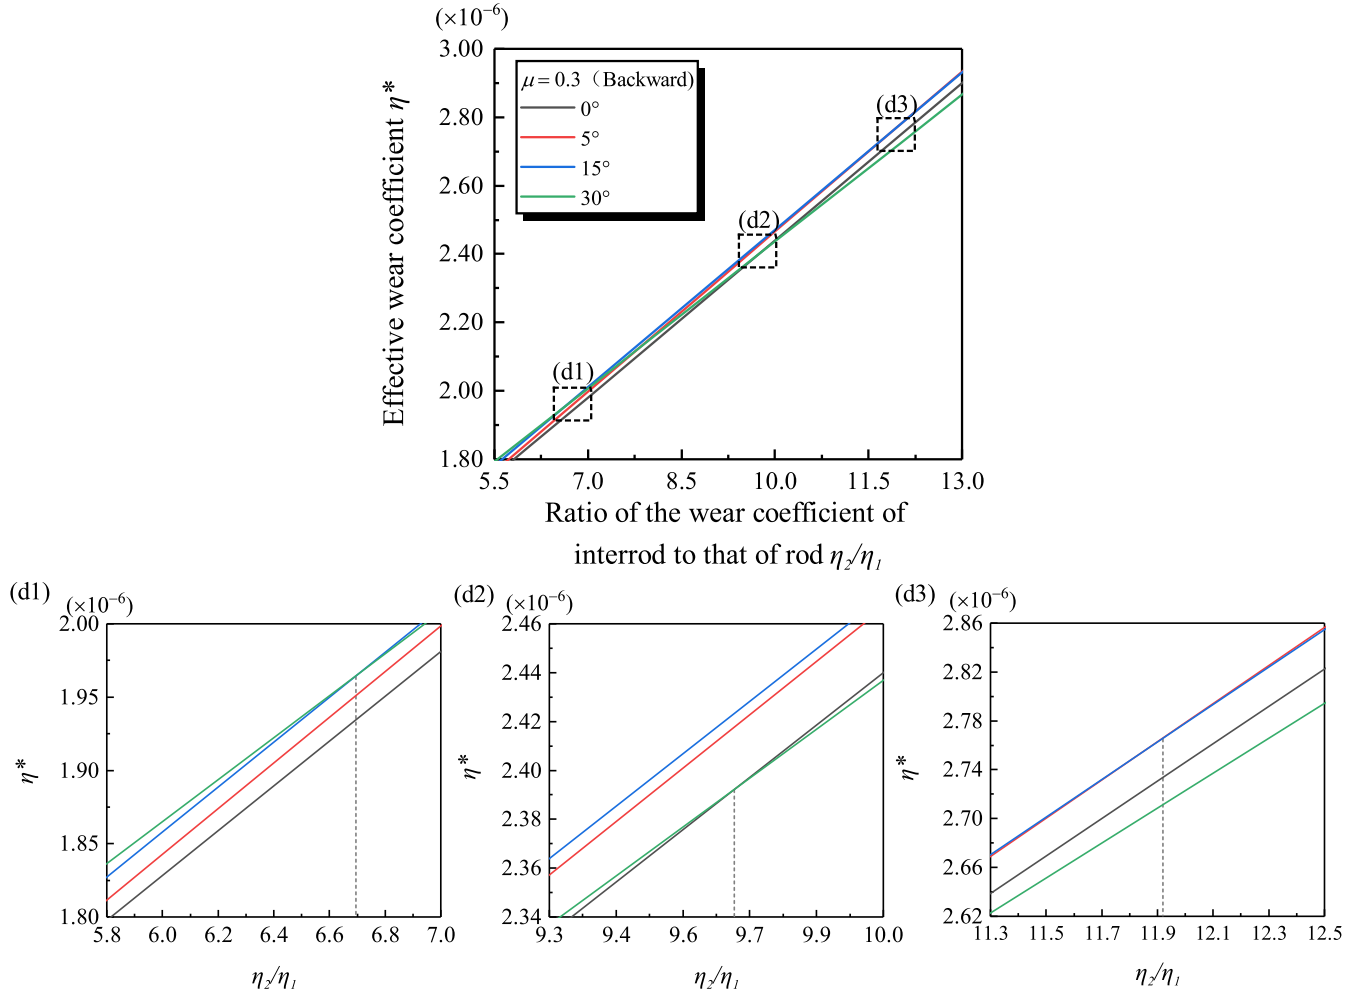 (×10⁻⁶)
Effective wear coefficient η*
3.00
2.80
2.60
2.40
2.20
2.00
1.80
μ = 0.3 (Backward)
0°
5°
15°
30°
(d3)
(d2)
(d1)
5.5 7.0 8.5 10.0 11.5 13.0
Ratio of the wear coefficient of
interrod to that of rod η₂/η₁
(d1)
(×10⁻⁶)
η*
2.00
1.95
1.90
1.85
1.80
5.8 6.0 6.2 6.4 6.6 6.8 7.0
η₂/η₁
(d2)
(×10⁻⁶)
η*
2.46
2.44
2.42
2.40
2.38
2.36
2.34
9.3 9.4 9.6 9.7 9.9 10.0
η₂/η₁
(d3)
(×10⁻⁶)
η*
2.86
2.82
2.78
2.74
2.70
2.66
2.62
11.3 11.5 11.7 11.9 12.1 12.3 12.5
η₂/η₁